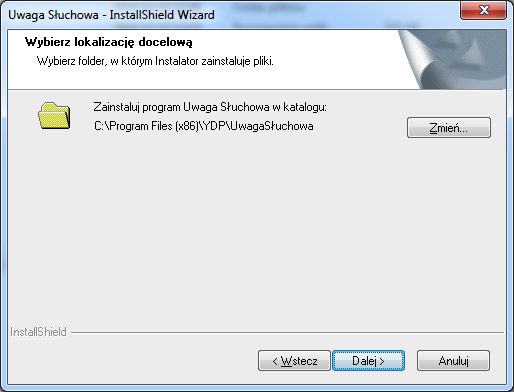 Uwaga Słuchowa - InstallShield Wizard
Wybierz lokalizację docelową
Wybierz folder, w którym Instalator zainstaluje pliki.
Zainstaluj program Uwaga Słuchowa w katalogu:
C:\Program Files (x86)\YDP\UwagaSłuchowa
Zmień...
InstallShield
< Wstecz
Dalej >
Anuluj